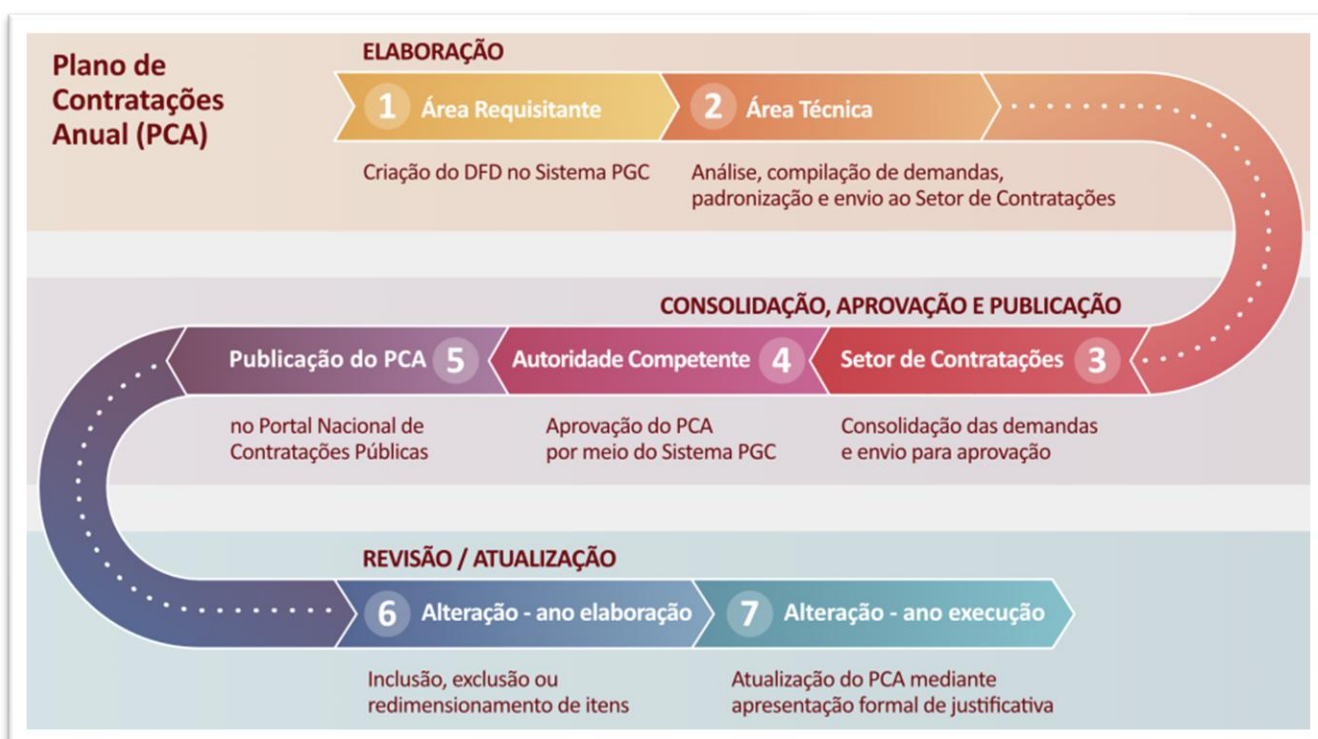 Plano de
Contratações
Anual (PCA)
ELABORAÇÃO
1 Área Requisitante
Criação do DFD no Sistema PGC
2 Área Técnica
Análise, compilação de demandas,
padronização e envio ao Setor de Contratações
CONSOLIDAÇÃO, APROVAÇÃO E PUBLICAÇÃO
Setor de Contratações 3
Consolidação das demandas
e envio para aprovação
Autoridade Competente 4
Aprovação do PCA
por meio do Sistema PGC
Publicação do PCA 5
no Portal Nacional de
Contratações Públicas
REVISÃO / ATUALIZAÇÃO
6 Alteração - ano elaboração
Inclusão, exclusão ou
redimensionamento de itens
7 Alteração - ano execução
Atualização do PCA mediante
apresentação formal de justificativa